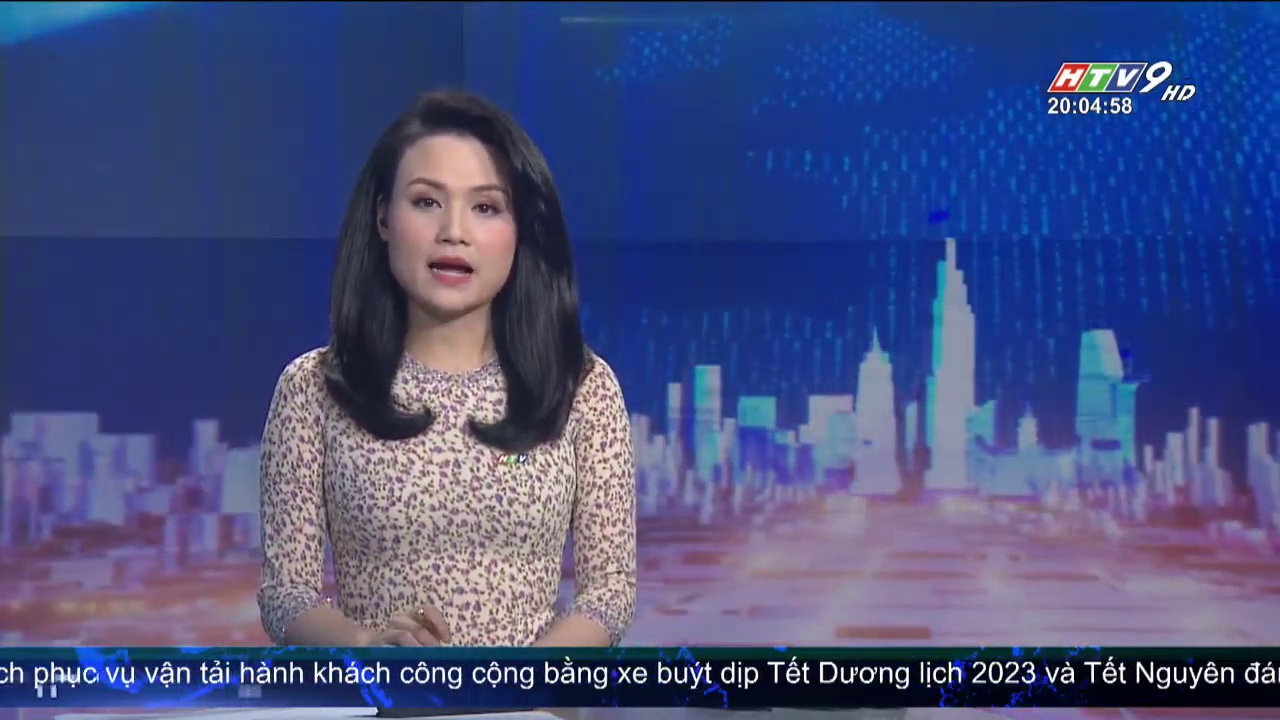 HTV9 HD
20:04:58
HTV
ch phục vụ vận tải hành khách công cộng bằng xe buýt dịp Tết Dương lịch 2023 và Tết Nguyên đán